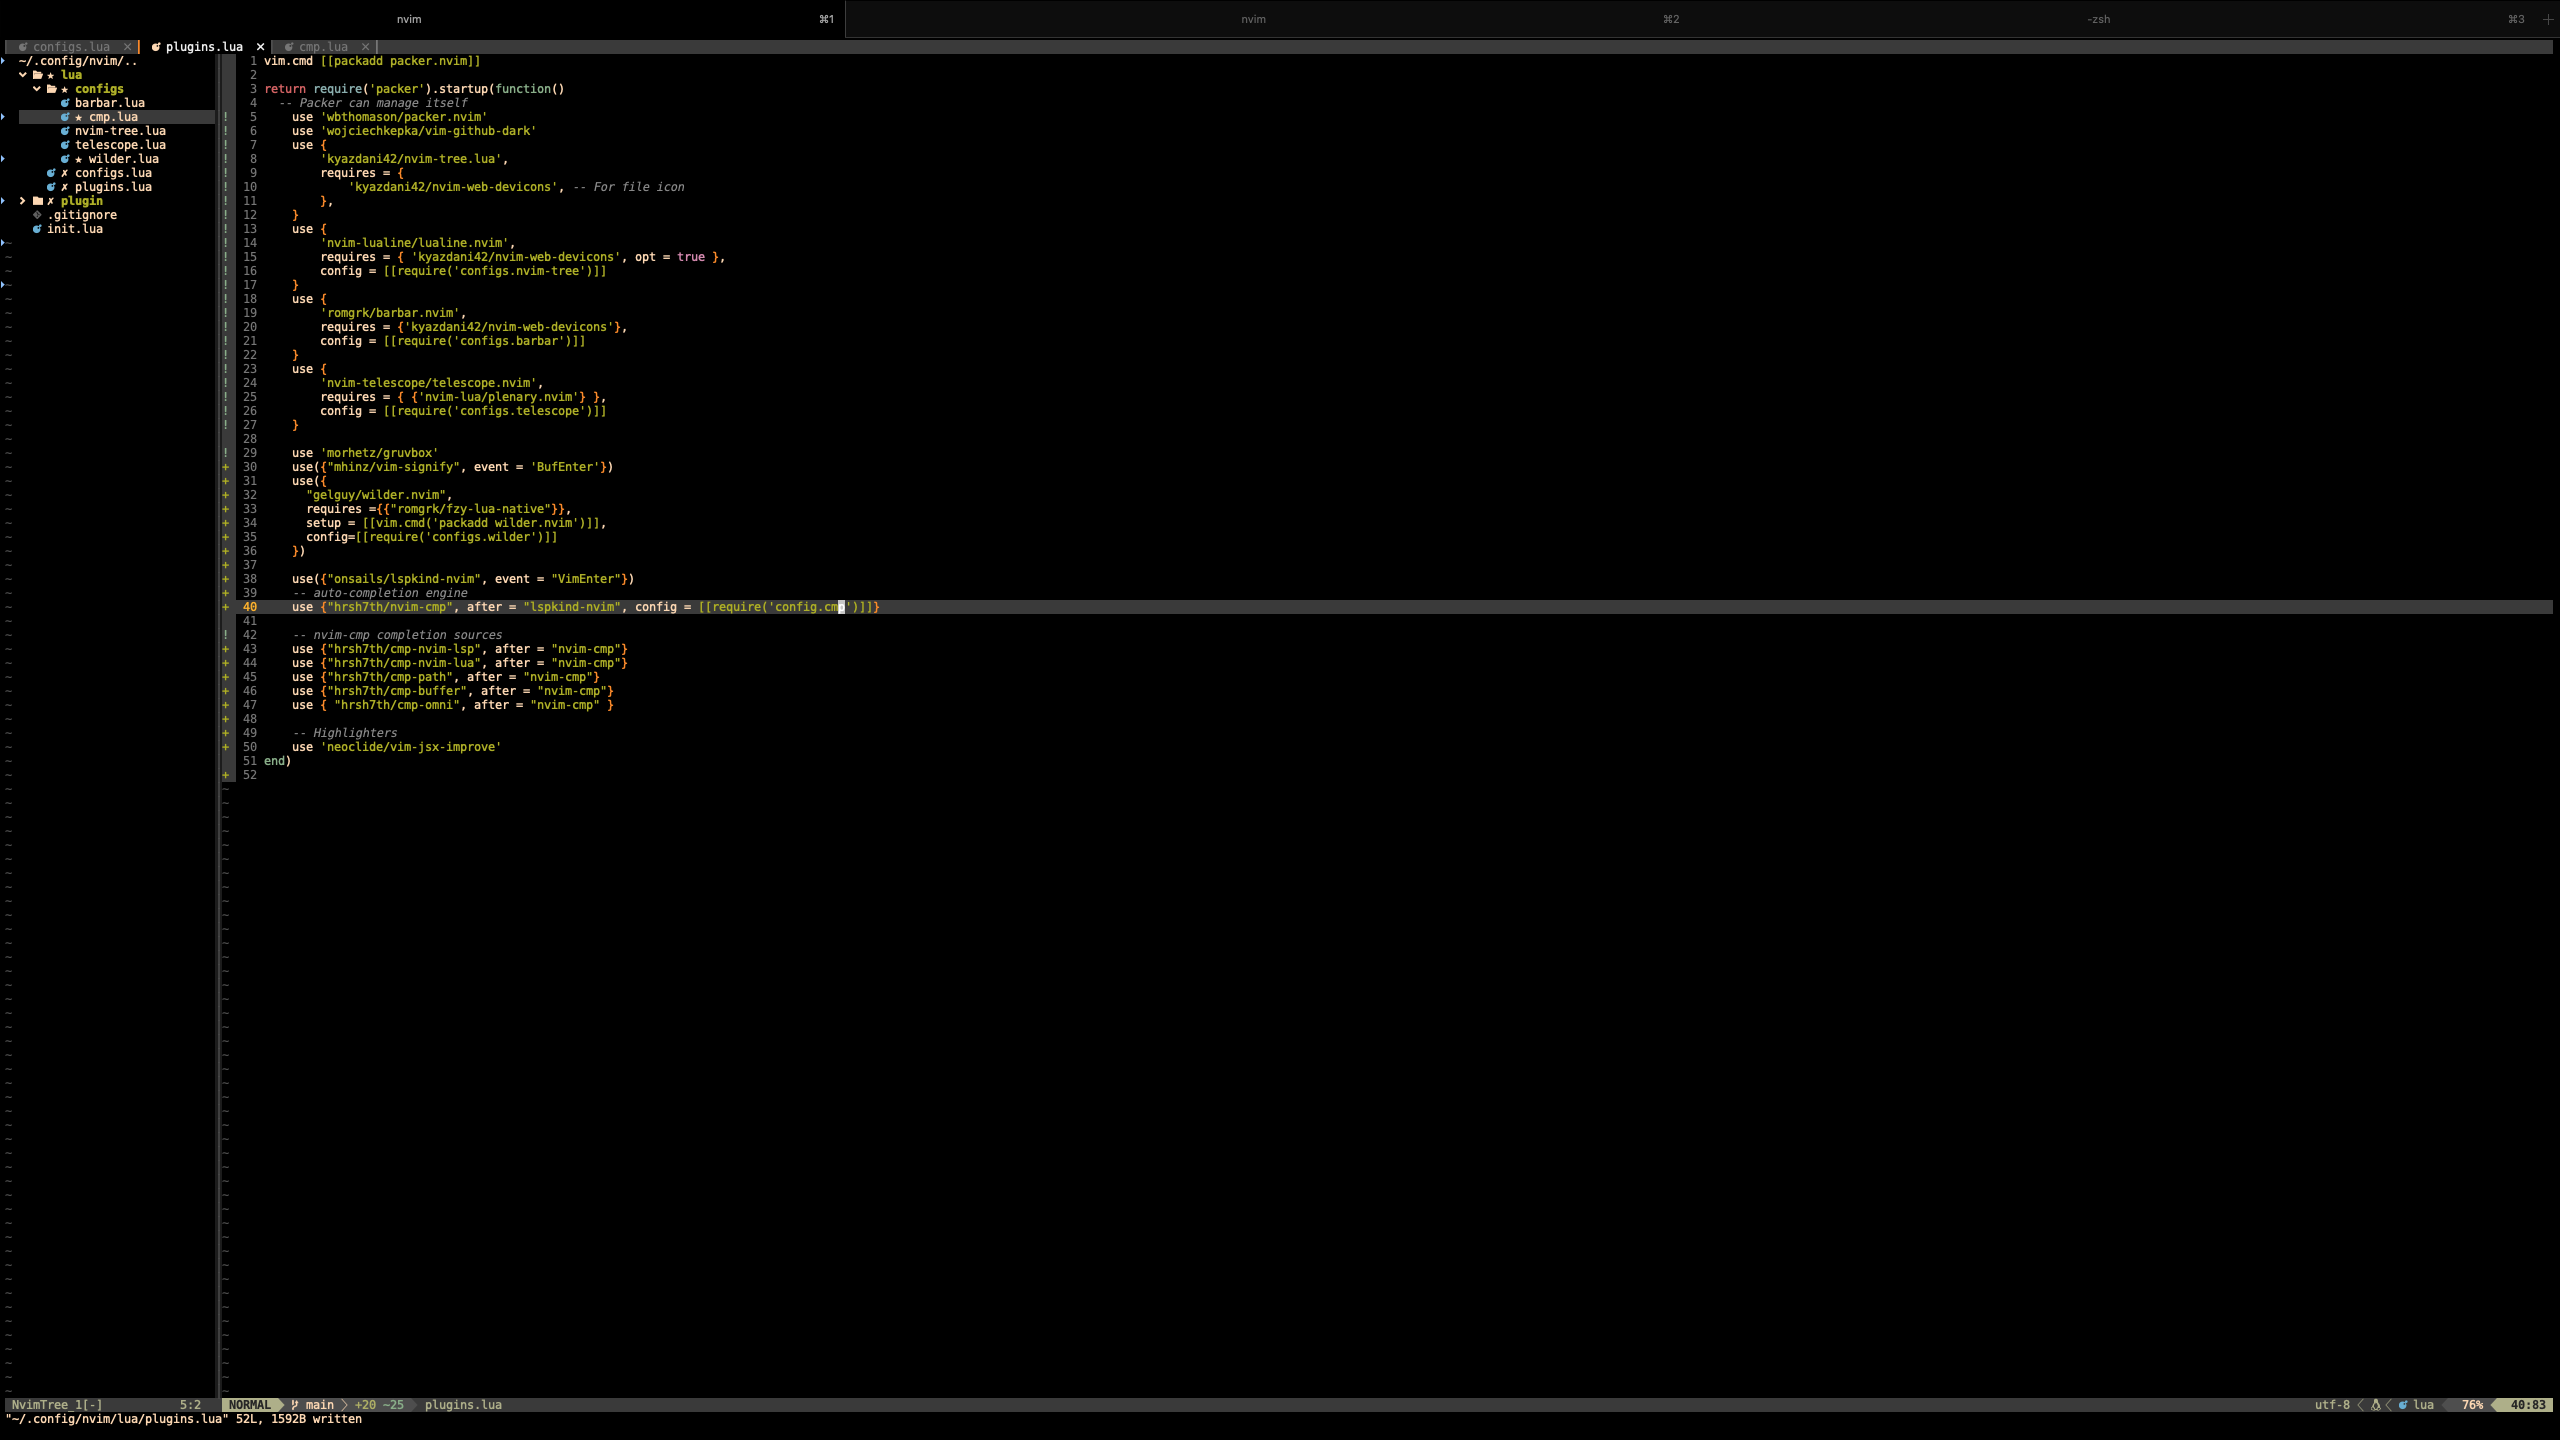 nvim ⌘1 nvim ⌘2 -zsh ⌘3
configs.lua × plugins.lua × cmp.lua ×
~/.config/nvim/..
lua
★ configs
barbar.lua
★ cmp.lua
nvim-tree.lua
telescope.lua
★ wilder.lua
✗ configs.lua
✗ plugins.lua
✗ plugin
.gitignore
init.lua
1 vim.cmd [[packadd packer.nvim]]
2
3 return require('packer').startup(function()
4   -- Packer can manage itself
! 5     use 'wbthomason/packer.nvim'
! 6     use 'wojciechkepka/vim-github-dark'
! 7     use {
! 8         'kyazdani42/nvim-tree.lua',
! 9         requires = {
! 10             'kyazdani42/nvim-web-devicons', -- For file icon
! 11         },
! 12     }
! 13     use {
! 14         'nvim-lualine/lualine.nvim',
! 15         requires = { 'kyazdani42/nvim-web-devicons', opt = true },
! 16         config = [[require('configs.nvim-tree')]]
! 17     }
! 18     use {
! 19         'romgrk/barbar.nvim',
! 20         requires = {'kyazdani42/nvim-web-devicons'},
! 21         config = [[require('configs.barbar')]]
! 22     }
! 23     use {
! 24         'nvim-telescope/telescope.nvim',
! 25         requires = { {'nvim-lua/plenary.nvim'} },
! 26         config = [[require('configs.telescope')]]
! 27     }
28
! 29     use 'morhetz/gruvbox'
+ 30     use({"mhinz/vim-signify", event = 'BufEnter'})
+ 31     use({
+ 32       "gelguy/wilder.nvim",
+ 33       requires ={{"romgrk/fzy-lua-native"}},
+ 34       setup = [[vim.cmd('packadd wilder.nvim')]],
+ 35       config=[[require('configs.wilder')]]
+ 36     })
+ 37
+ 38     use({"onsails/lspkind-nvim", event = "VimEnter"})
+ 39     -- auto-completion engine
+ 40     use {"hrsh7th/nvim-cmp", after = "lspkind-nvim", config = [[require('config.cmp')]]}
41
! 42     -- nvim-cmp completion sources
+ 43     use {"hrsh7th/cmp-nvim-lsp", after = "nvim-cmp"}
+ 44     use {"hrsh7th/cmp-nvim-lua", after = "nvim-cmp"}
+ 45     use {"hrsh7th/cmp-path", after = "nvim-cmp"}
+ 46     use {"hrsh7th/cmp-buffer", after = "nvim-cmp"}
+ 47     use { "hrsh7th/cmp-omni", after = "nvim-cmp" }
+ 48
+ 49     -- Highlighters
+ 50     use 'neoclide/vim-jsx-improve'
51 end)
+ 52
NvimTree_1[-] 5:2 NORMAL main +20 ~25 plugins.lua utf-8 lua 76% 40:83
"~/.config/nvim/lua/plugins.lua" 52L, 1592B written